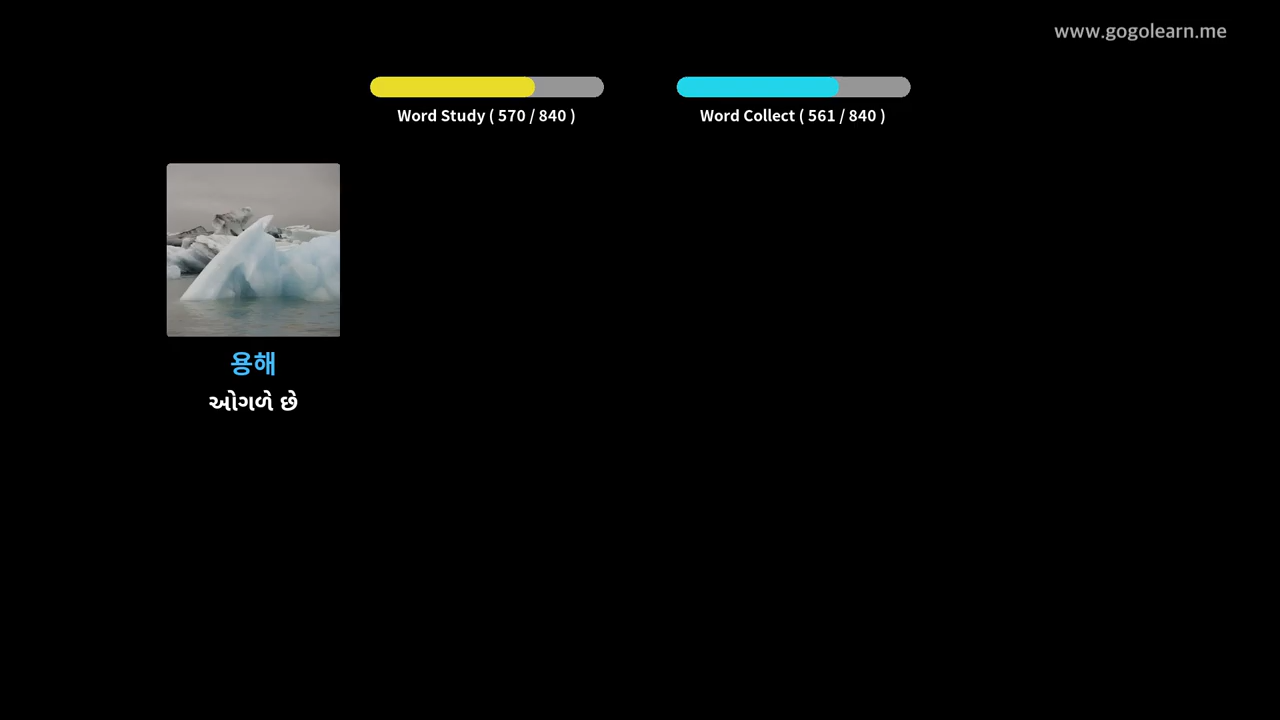 www.gogolearn.me
Word Study ( 570 / 840 )
Word Collect ( 561 / 840 )
용해
ઓગળે છે